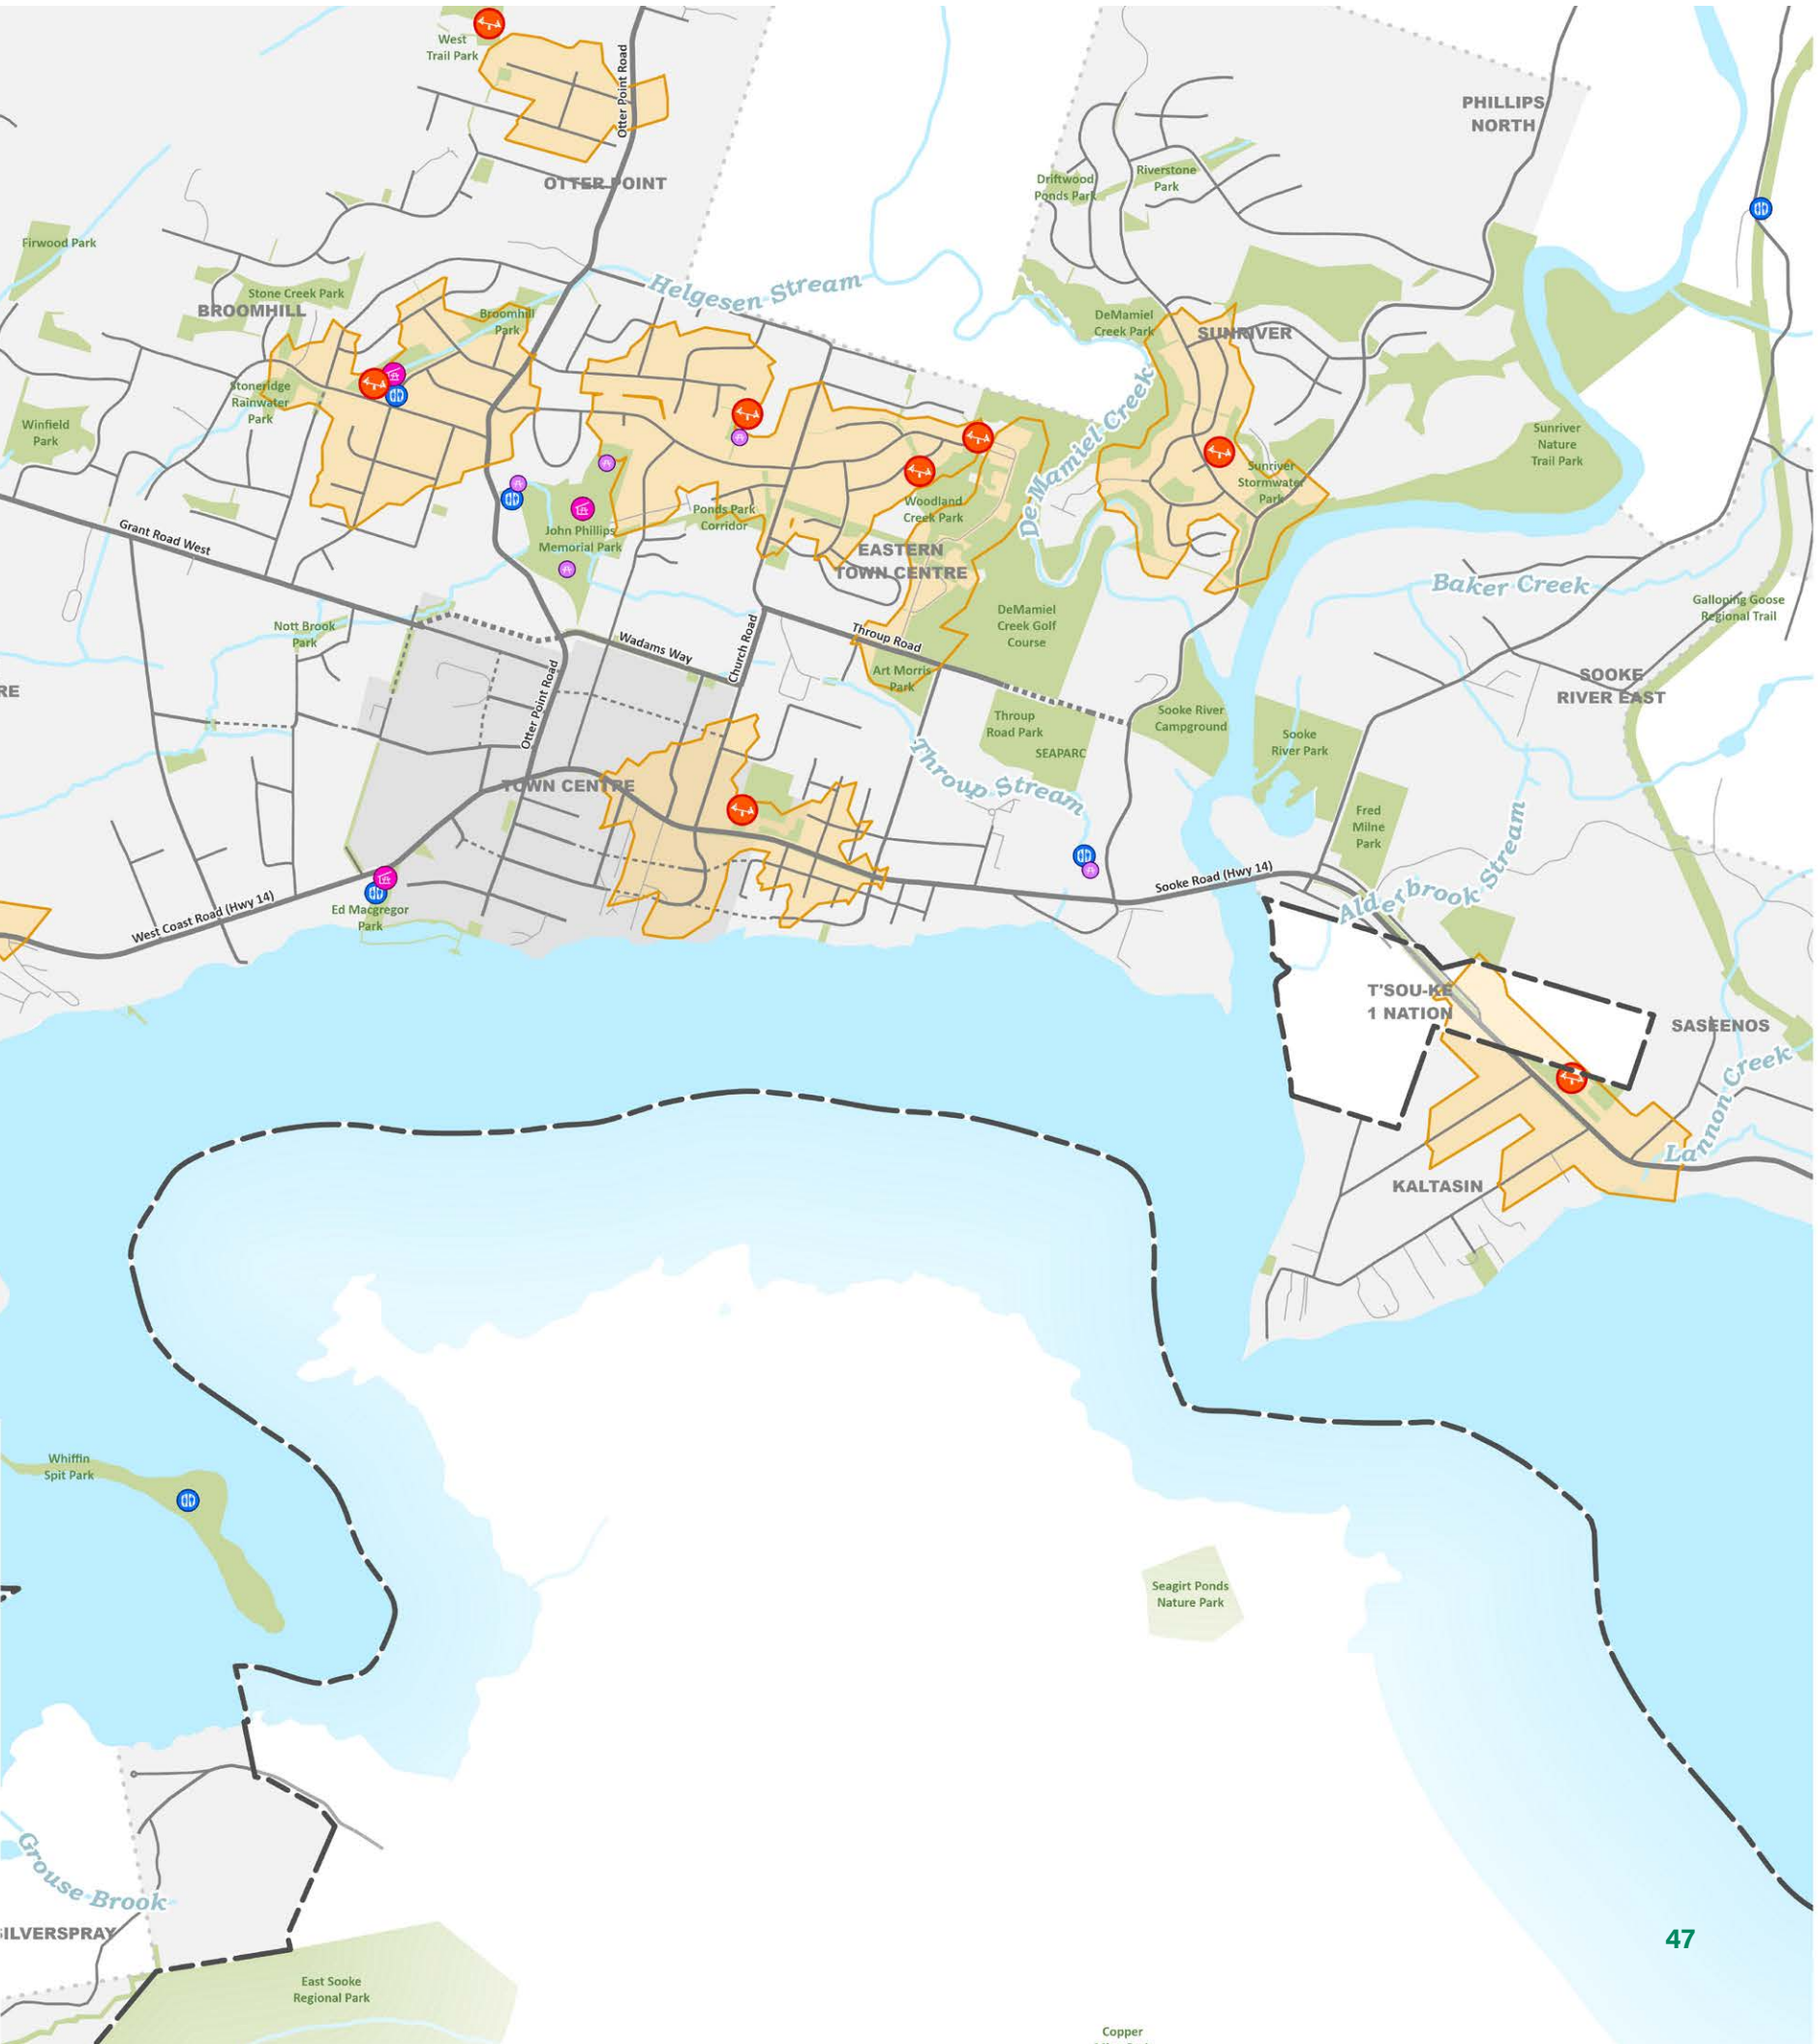 West
Trail Park
Otter Point Road
PHILLIPS
NORTH
OTTER POINT
Driftwood
Ponds Park
Riverstone
Park
Firwood Park
Helgesen Stream
Stone Creek Park
BROOMHILL
Broomhill
Park
DeMamiel
Creek Park
SUNRIVER
Stoneridge
Rainwater
Park
Winfield
Park
DeMamiel Creek
Sunriver
Nature
Trail Park
Sunriver
Stormwater
Park
Woodland
Creek Park
Ponds Park
Corridor
John Phillips
Memorial Park
Grant Road West
EASTERN
TOWN CENTRE
Baker Creek
Galloping Goose
Regional Trail
DeMamiel
Creek Golf
Course
Nott Brook
Park
Wadams Way
Church Road
Throup Road
Art Morris
Park
SOOKE
RIVER EAST
RE
Otter Point Road
Sooke River
Campground
Throup
Road Park
SEAPARC
Sooke
River Park
Throup Stream
TOWN CENTRE
Fred
Milne
Park
Alderbrook Stream
Sooke Road (Hwy 14)
West Coast Road (Hwy 14)
Ed Macgregor
Park
T'SOU-KE
1 NATION
SASEENOS
Lannon Creek
KALTASIN
Whiffin
Spit Park
Seagirt Ponds
Nature Park
Grouse Brook
ILVERSPRAY
47
East Sooke
Regional Park
Copper